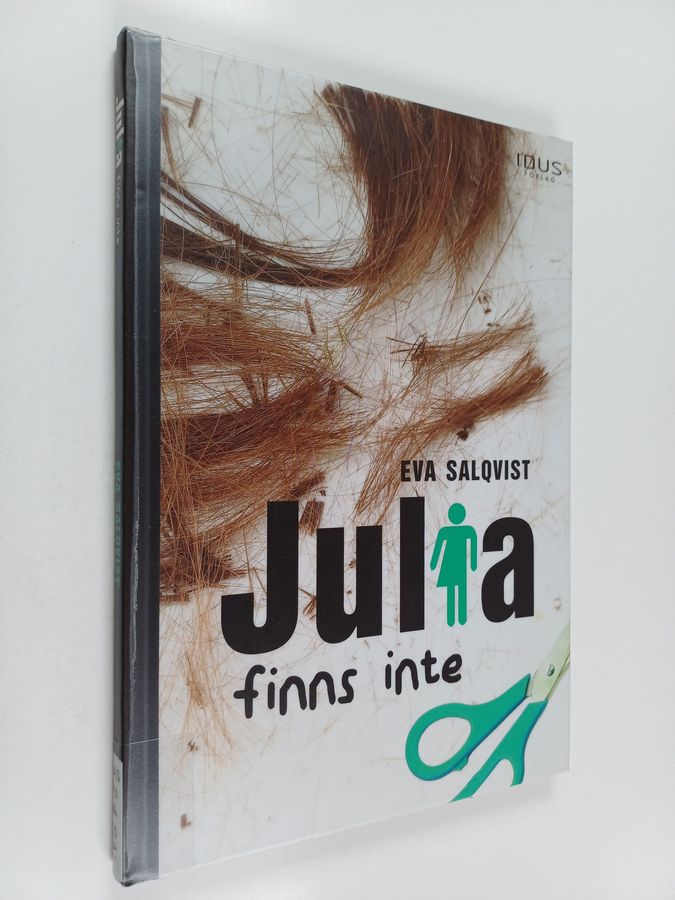 IDUS
FÖRLAG
EVA SALQVIST
Julia
finns inte
Julia finns inte
EVA SALQVIST